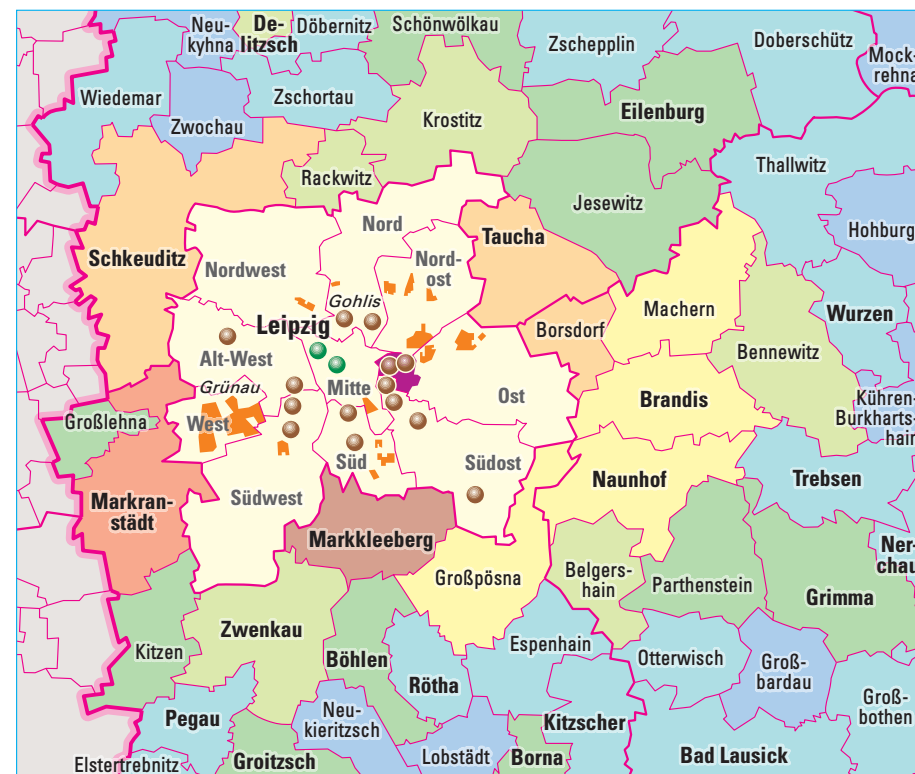 Neu-
kyhna
De-
litzsch
Döbernitz
Schönwölkau
Zschepplin
Doberschütz
Mock-
rehna
Wiedemar
Zschortau
Zwochau
Krostitz
Eilenburg
Rackwitz
Thallwitz
Jesewitz
Nord
Hohburg
Taucha
Schkeuditz
Nordwest
Nord-
ost
Gohlis
Machern
Wurzen
Leipzig
Borsdorf
Alt-West
Bennewitz
Grünau
Mitte
Ost
Brandis
Kühren-
Burkharts-
hain
Großlehna
West
Süd
Südost
Naunhof
Trebsen
Markran-
städt
Südwest
Markkleeberg
Ner-
chau
Großpösna
Belgers-
hain
Parthenstein
Grimma
Zwenkau
Kitzen
Böhlen
Espenhain
Otterwisch
Groß-
bardau
Rötha
Groß-
bothen
Pegau
Neu-
kieritzsch
Kitzscher
Elstertrebnitz
Groitzsch
Lobstädt
Borna
Bad Lausick